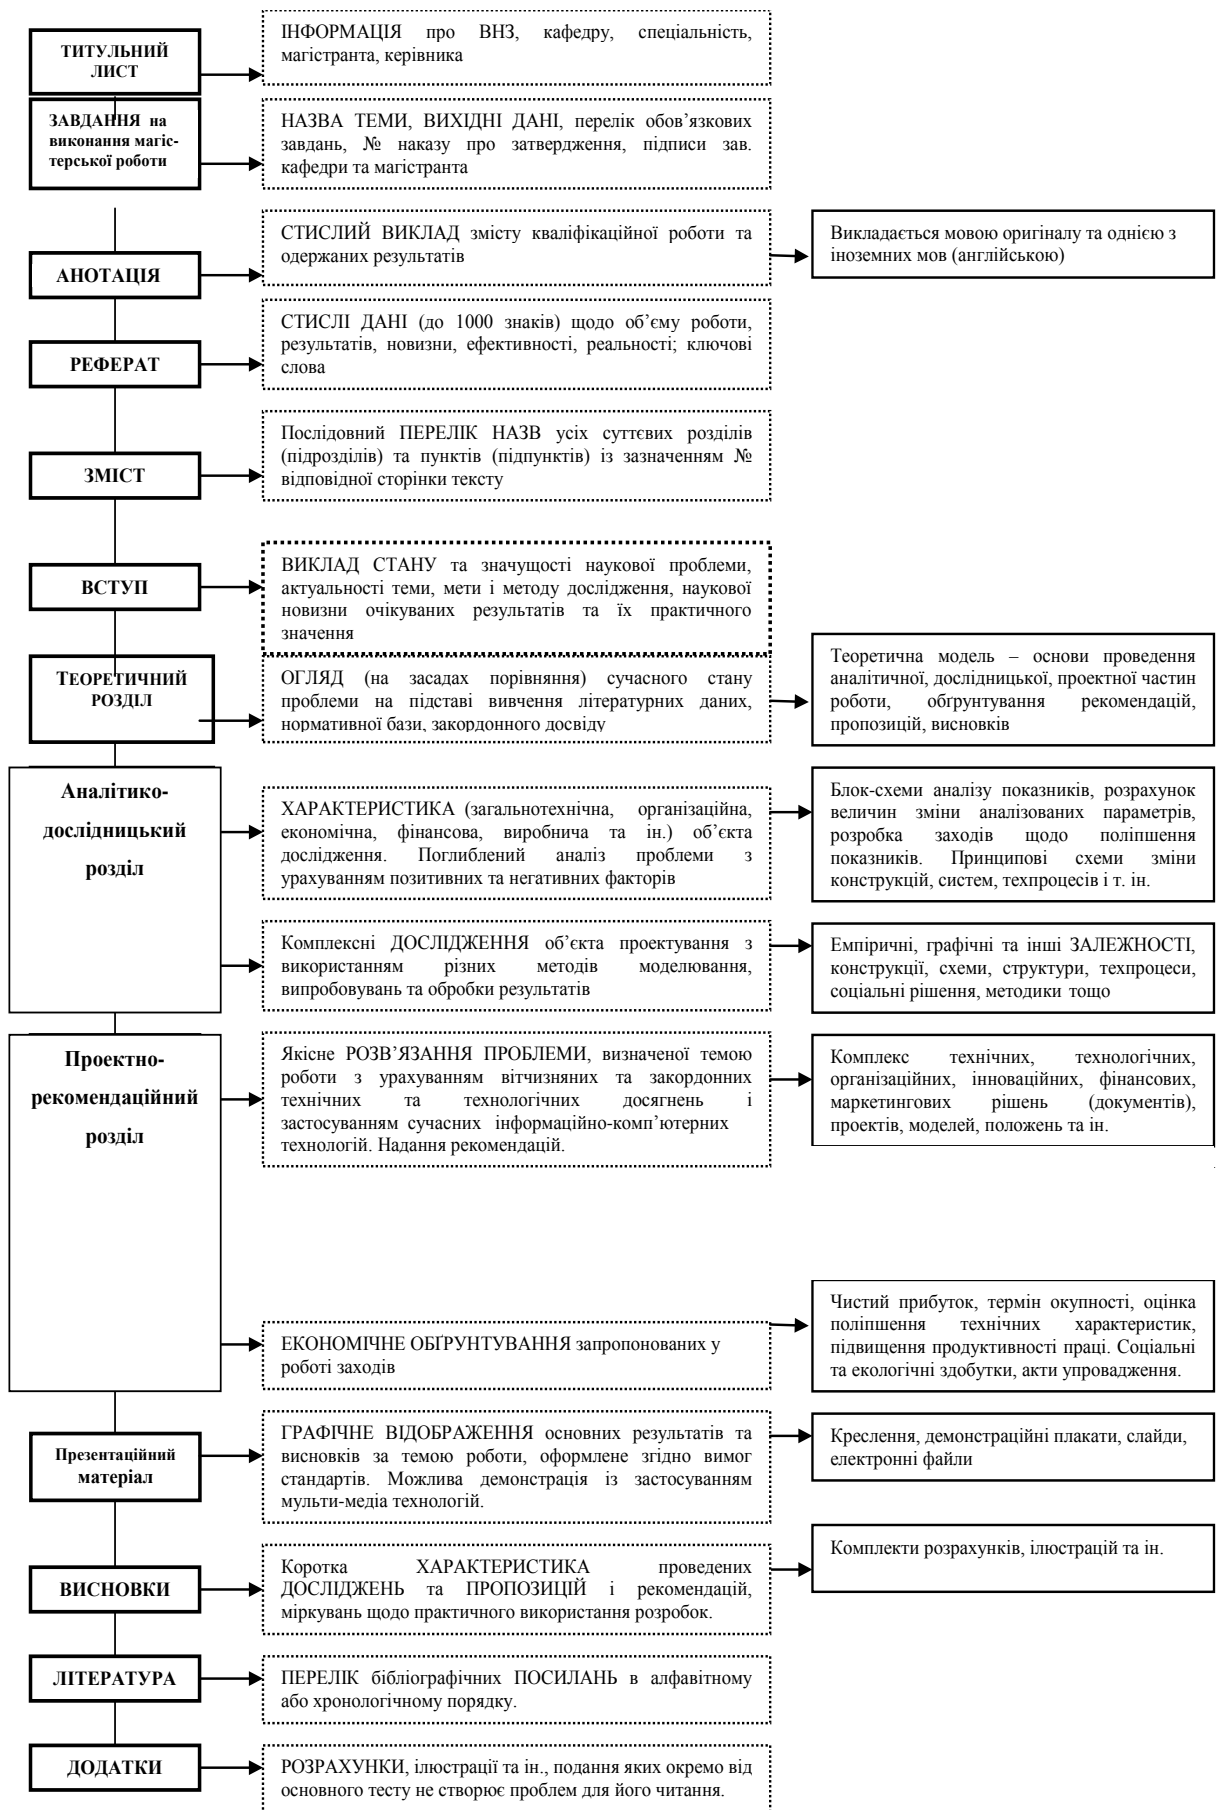 ТИТУЛЬНИЙ
ЛИСТ
ІНФОРМАЦІЯ про ВНЗ, кафедру, спеціальність,
магістранта, керівника
ЗАВДАННЯ на
виконання магіс-
терської роботи
НАЗВА ТЕМИ, ВИХІДНІ ДАНІ, перелік обов’язкових
завдань, № наказу про затвердження, підписи зав.
кафедри та магістранта
АНОТАЦІЯ
СТИСЛИЙ ВИКЛАД змісту кваліфікаційної роботи та
одержаних результатів
Викладається мовою оригіналу та однією з
іноземних мов (англійською)
РЕФЕРАТ
СТИСЛІ ДАНІ (до 1000 знаків) щодо об’єму роботи,
результатів, новизни, ефективності, реальності; ключові
слова
ЗМІСТ
Послідовний ПЕРЕЛІК НАЗВ усіх суттєвих розділів
(підрозділів) та пунктів (підпунктів) із зазначенням №
відповідної сторінки тексту
ВСТУП
ВИКЛАД СТАНУ та значущості наукової проблеми,
актуальності теми, мети і методу дослідження, наукової
новизни очікуваних результатів та їх практичного
значення
ТЕОРЕТИЧНИЙ
РОЗДІЛ
ОГЛЯД (на засадах порівняння) сучасного стану
проблеми на підставі вивчення літературних даних,
нормативної бази, закордонного досвіду
Теоретична модель – основи проведення
аналітичної, дослідницької, проектної частин
роботи, обґрунтування рекомендацій,
пропозицій, висновків
Аналітико-
дослідницький
розділ
ХАРАКТЕРИСТИКА (загальнотехнічна, організаційна,
економічна, фінансова, виробнича та ін.) об’єкта
дослідження. Поглиблений аналіз проблеми з
урахуванням позитивних та негативних факторів
Блок-схеми аналізу показників, розрахунок
величин зміни аналізованих параметрів,
розробка заходів щодо поліпшення
показників. Принципові схеми зміни
конструкцій, систем, техпроцесів і т. ін.
Комплексні ДОСЛІДЖЕННЯ об’єкта проектування з
використанням різних методів моделювання,
випробовувань та обробки результатів
Емпіричні, графічні та інші ЗАЛЕЖНОСТІ,
конструкції, схеми, структури, техпроцеси,
соціальні рішення, методики тощо
Проектно-
рекомендаційний
розділ
Якісне РОЗВ’ЯЗАННЯ ПРОБЛЕМИ, визначеної темою
роботи з урахуванням вітчизняних та закордонних
технічних та технологічних досягнень і
застосуванням сучасних інформаційно-комп’ютерних
технологій. Надання рекомендацій.
Комплекс технічних, технологічних,
організаційних, інноваційних, фінансових,
маркетингових рішень (документів),
проектів, моделей, положень та ін.
ЕКОНОМІЧНЕ ОБҐРУНТУВАННЯ запропонованих у
роботі заходів
Чистий прибуток, термін окупності, оцінка
поліпшення технічних характеристик,
підвищення продуктивності праці. Соціальні
та екологічні здобутки, акти упровадження.
Презентаційний
матеріал
ГРАФІЧНЕ ВІДОБРАЖЕННЯ основних результатів та
висновків за темою роботи, оформлене згідно вимог
стандартів. Можлива демонстрація із застосуванням
мульти-медіа технологій.
Креслення, демонстраційні плакати, слайди,
електронні файли
ВИСНОВКИ
Коротка ХАРАКТЕРИСТИКА проведених
ДОСЛІДЖЕНЬ та ПРОПОЗИЦІЙ і рекомендацій,
міркувань щодо практичного використання розробок.
Комплекти розрахунків, ілюстрацій та ін.
ЛІТЕРАТУРА
ПЕРЕЛІК бібліографічних ПОСИЛАНЬ в алфавітному
або хронологічному порядку.
ДОДАТКИ
РОЗРАХУНКИ, ілюстрації та ін., подання яких окремо від
основного тесту не створює проблем для його читання.